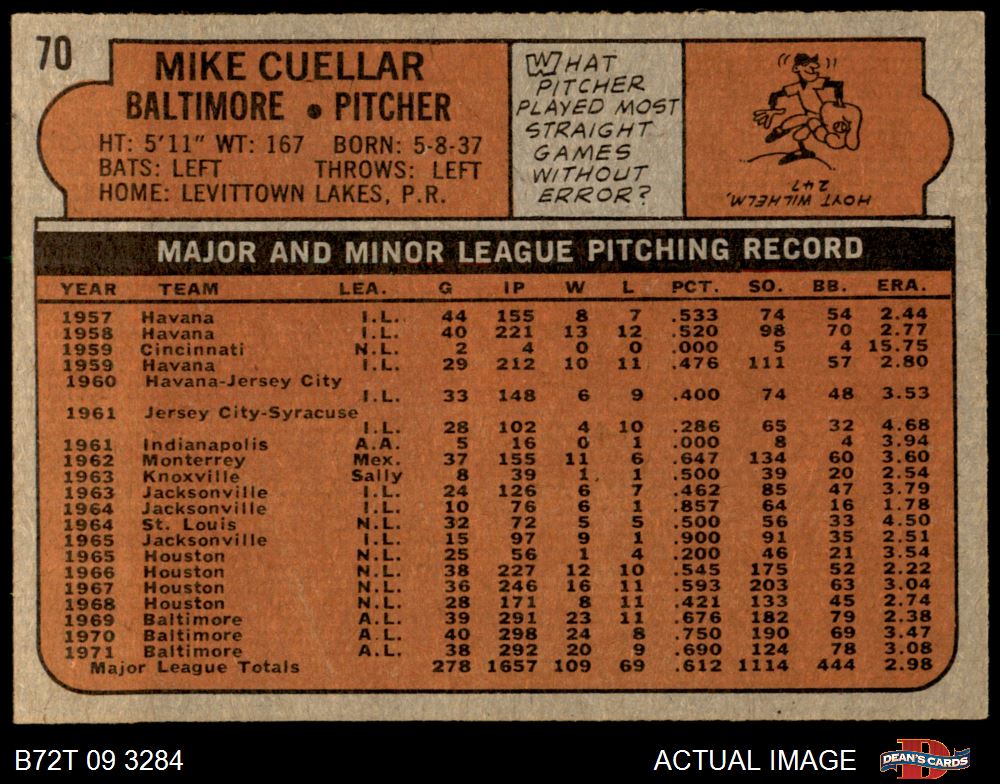 70
MIKE CUELLAR
BALTIMORE • PITCHER
HT: 5'11" WT: 167 BORN: 5-8-37
BATS: LEFT THROWS: LEFT
HOME: LEVITTOWN LAKES, P.R.
WHAT
PITCHER
PLAYED MOST
STRAIGHT
GAMES
WITHOUT
ERROR?
HOYT WILHELM,
247
MAJOR AND MINOR LEAGUE PITCHING RECORD
YEAR TEAM LEA. G IP W L PCT. SO. BB. ERA.
1957 Havana I.L. 44 155 8 7 .533 74 54 2.44
1958 Havana I.L. 40 221 13 12 .520 98 70 2.77
1959 Cincinnati N.L. 2 4 0 0 .000 5 4 15.75
1959 Havana I.L. 29 212 10 11 .476 111 57 2.80
1960 Havana-Jersey City
I.L. 33 148 6 9 .400 74 48 3.53
1961 Jersey City-Syracuse
I.L. 28 102 4 10 .286 65 32 4.68
1961 Indianapolis A.A. 5 16 0 1 .000 8 4 3.94
1962 Monterrey Mex. 37 155 11 6 .647 134 60 3.60
1963 Knoxville Sally 8 39 1 1 .500 39 20 2.54
1963 Jacksonville I.L. 24 126 6 7 .462 85 47 3.79
1964 Jacksonville I.L. 10 76 6 1 .857 64 16 1.78
1964 St. Louis N.L. 32 72 5 5 .500 56 33 4.50
1965 Jacksonville I.L. 15 97 9 1 .900 91 35 2.51
1965 Houston N.L. 25 56 1 4 .200 46 21 3.54
1966 Houston N.L. 38 227 12 10 .545 175 52 2.22
1967 Houston N.L. 36 246 16 11 .593 203 63 3.04
1968 Houston N.L. 28 171 8 11 .421 133 45 2.74
1969 Baltimore A.L. 39 291 23 11 .676 182 79 2.38
1970 Baltimore A.L. 40 298 24 8 .750 190 69 3.47
1971 Baltimore A.L. 38 292 20 9 .690 124 78 3.08
Major League Totals 278 1657 109 69 .612 1114 444 2.98
B72T 09 3284
ACTUAL IMAGE
D
DEAN'S CARDS